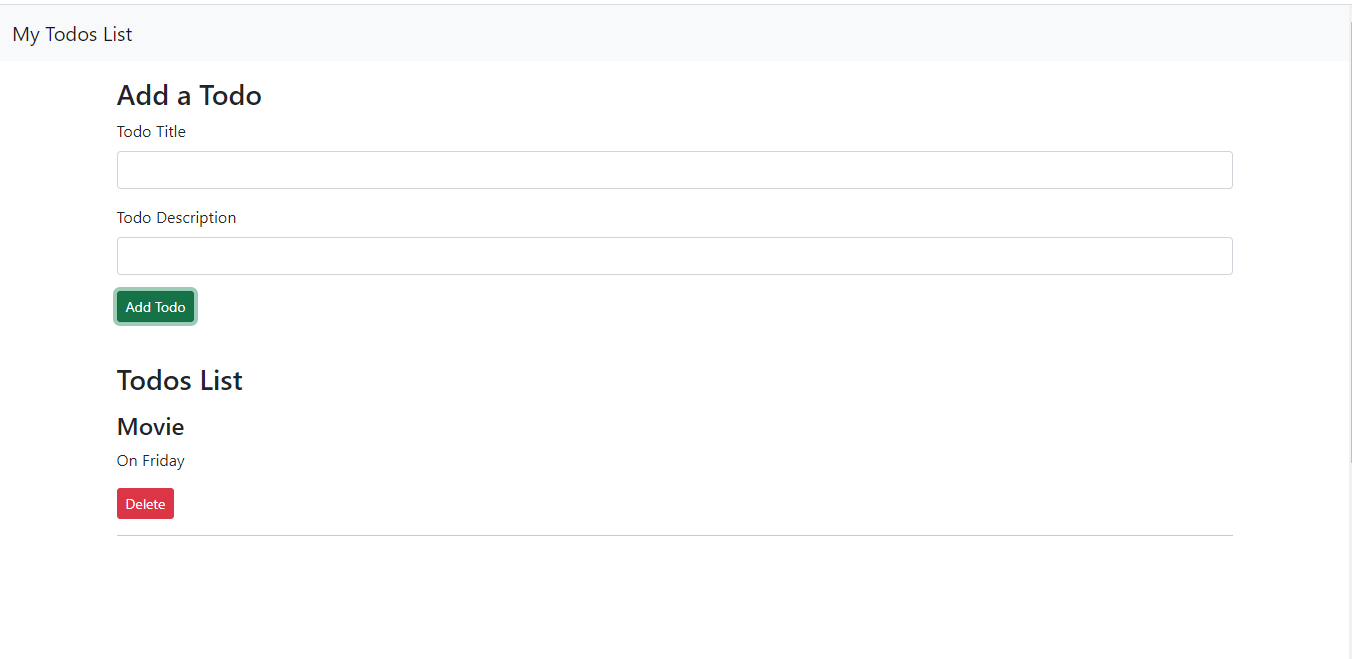 My Todos List
Add a Todo
Todo Title
Todo Description
Add Todo
Todos List
Movie
On Friday
Delete